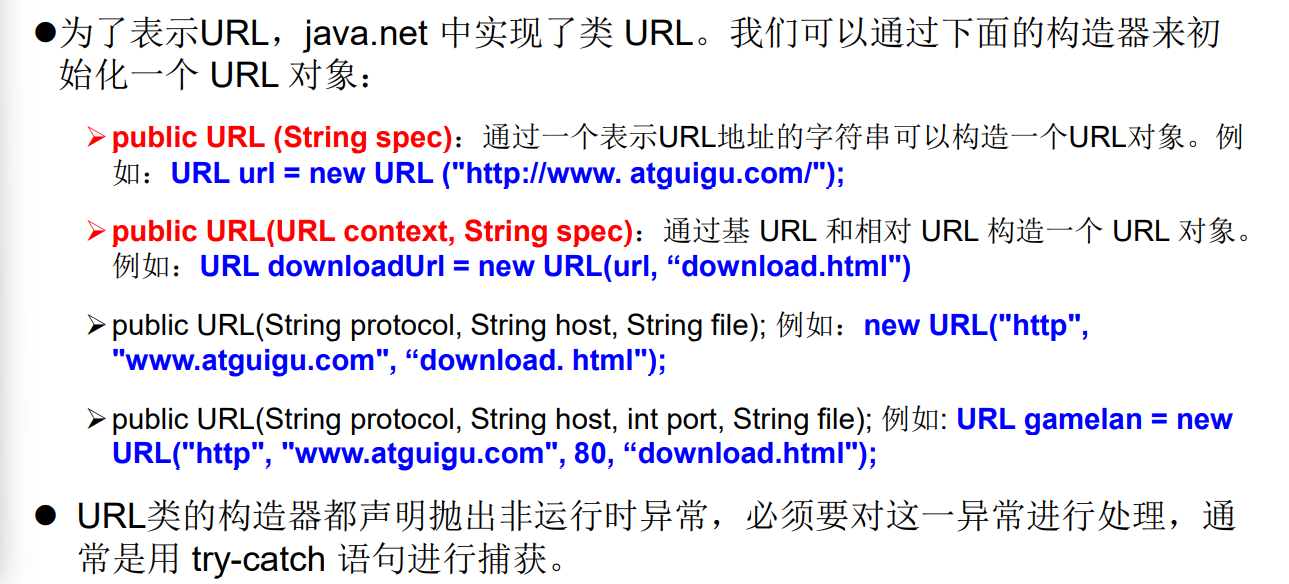 ●为了表示URL，java.net 中实现了类 URL。我们可以通过下面的构造器来初
始化一个 URL 对象：
➢public URL (String spec)：通过一个表示URL地址的字符串可以构造一个URL对象。例
如：URL url = new URL ("http://www. atguigu.com/");
➢public URL(URL context, String spec)：通过基 URL 和相对 URL 构造一个 URL 对象。
例如：URL downloadUrl = new URL(url, “download.html")
➢public URL(String protocol, String host, String file); 例如：new URL("http",
"www.atguigu.com", “download. html");
➢public URL(String protocol, String host, int port, String file); 例如: URL gamelan = new
URL("http", "www.atguigu.com", 80, “download.html");
● URL类的构造器都声明抛出非运行时异常，必须要对这一异常进行处理，通
常是用 try-catch 语句进行捕获。